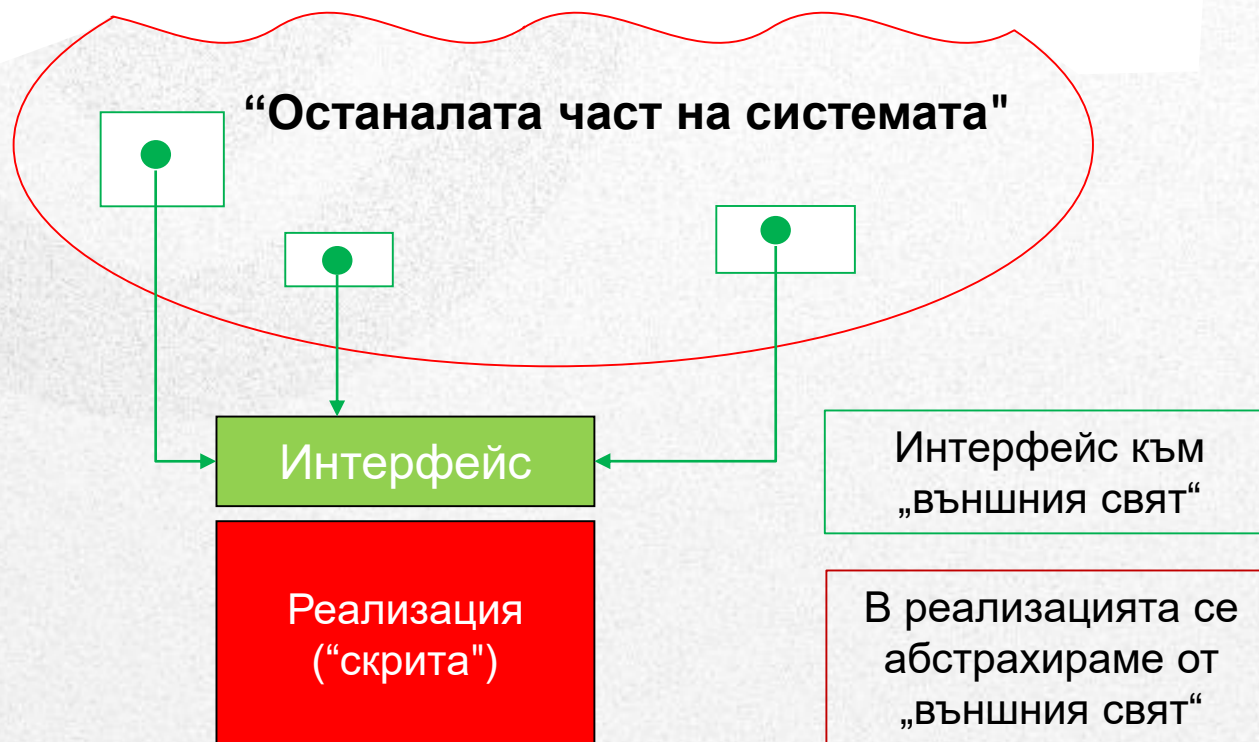 “Останалата част на системата"
Интерфейс
Интерфейс към
„външния свят“
Реализация
(“скрита")
В реализацията се
абстрахираме от
„външния свят“